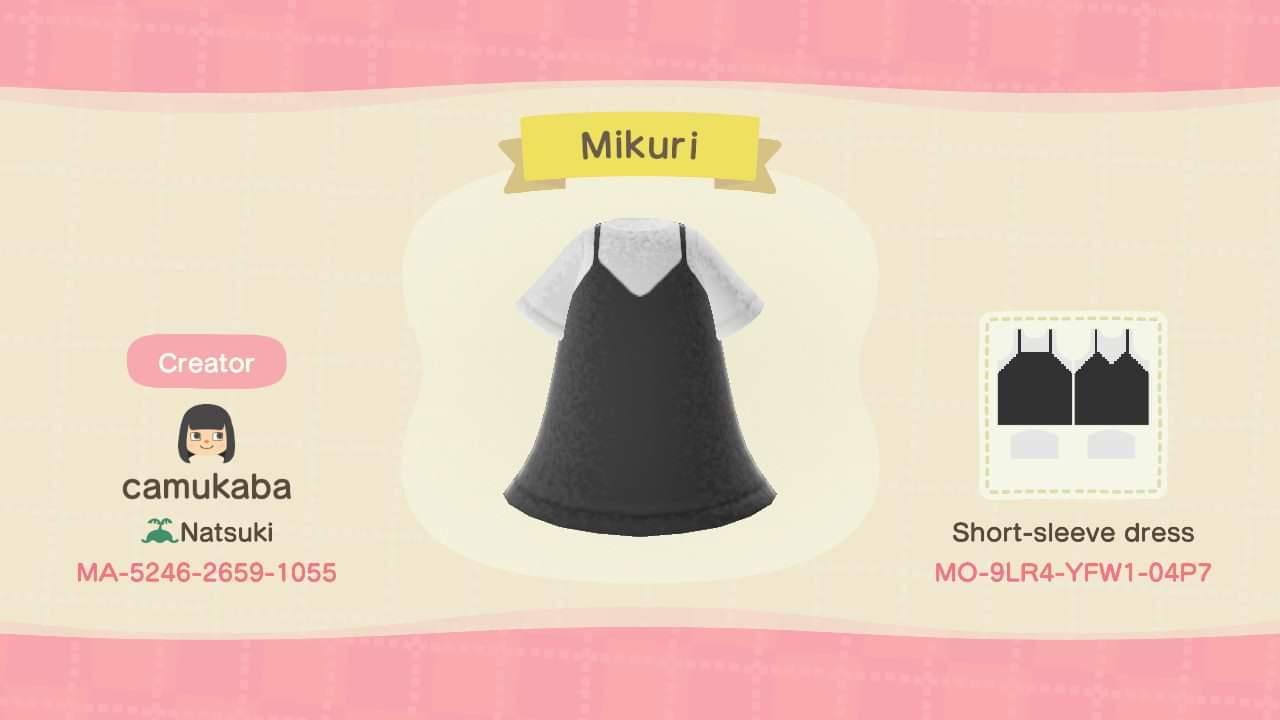 Mikuri
Creator
camukaba
Natsuki
MA-5246-2659-1055
Short-sleeve dress
MO-9LR4-YFW1-04P7